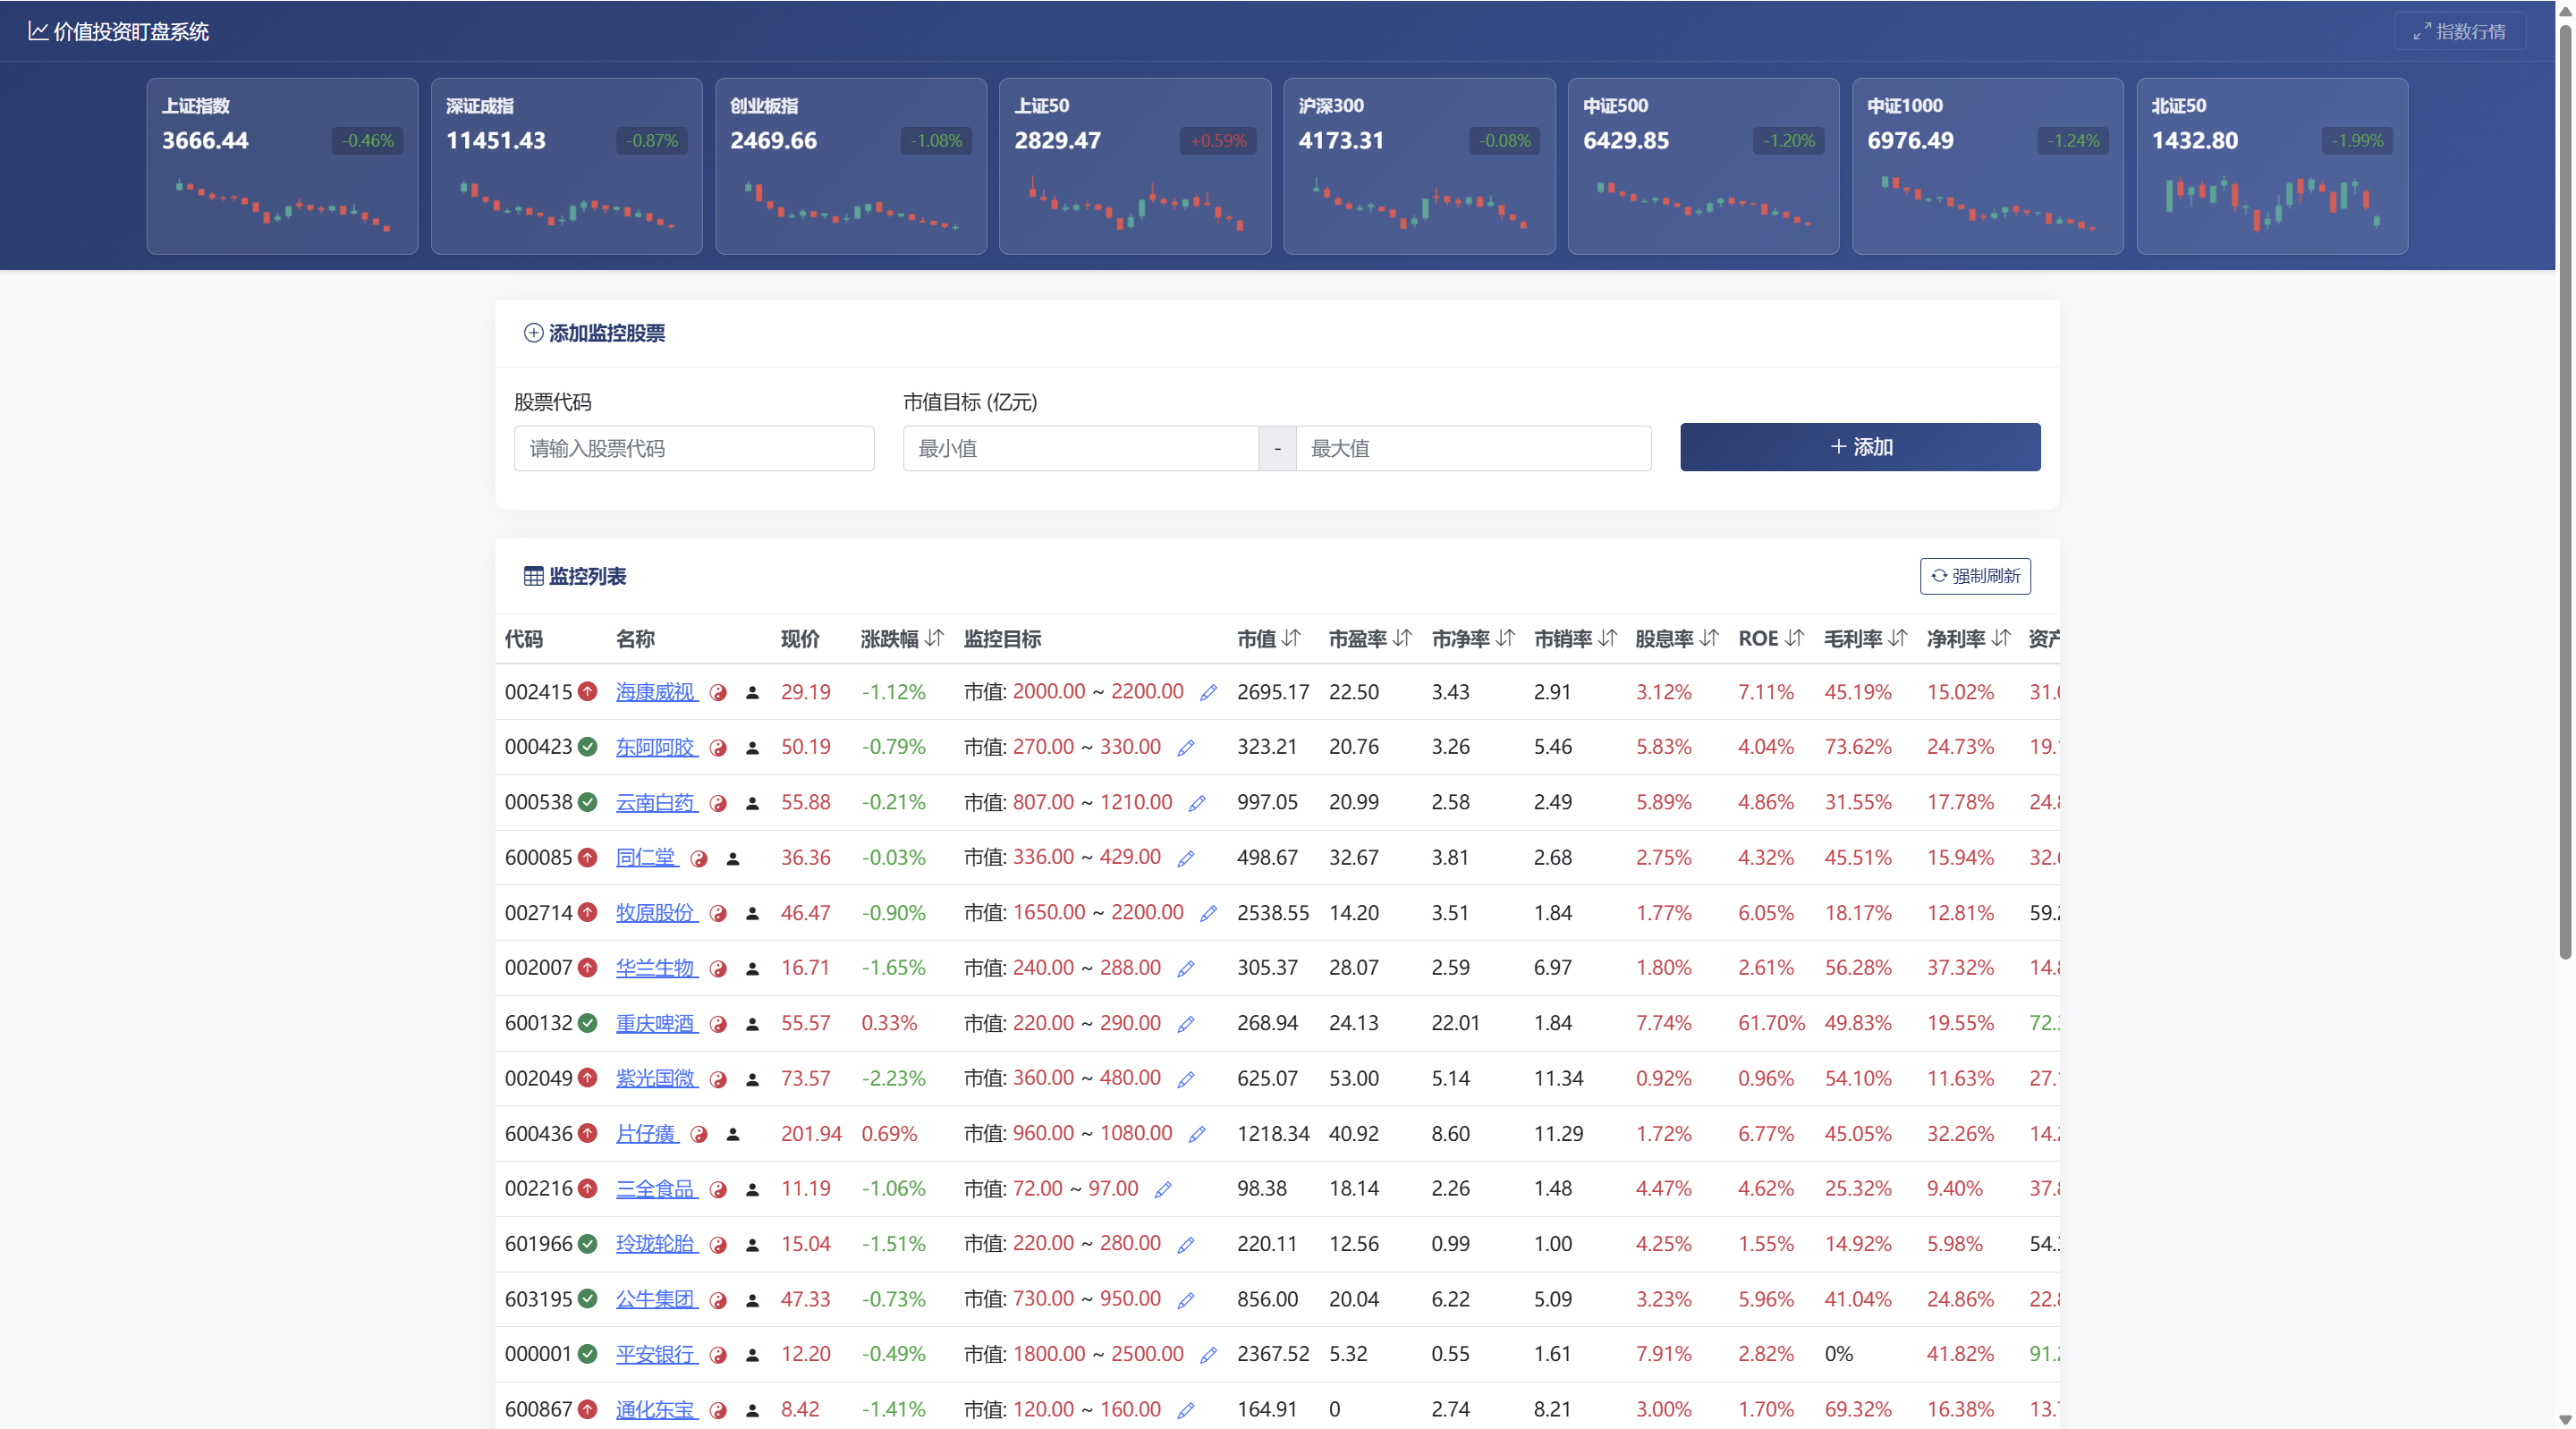 价值投资盯盘系统
指数行情
上证指数
3666.44 -0.46%
深证成指
11451.43 -0.87%
创业板指
2469.66 -1.08%
上证50
2829.47 +0.59%
沪深300
4173.31 -0.08%
中证500
6429.85 -1.20%
中证1000
6976.49 -1.24%
北证50
1432.80 -1.99%
添加监控股票
股票代码
请输入股票代码
市值目标 (亿元)
最小值 - 最大值
添加
监控列表
强制刷新
代码 名称 现价 涨跌幅 监控目标 市值 市盈率 市净率 市销率 股息率 ROE 毛利率 净利率 资产
002415 海康威视 29.19 -1.12% 市值: 2000.00 ~ 2200.00 2695.17 22.50 3.43 2.91 3.12% 7.11% 45.19% 15.02% 31.
000423 东阿阿胶 50.19 -0.79% 市值: 270.00 ~ 330.00 323.21 20.76 3.26 5.46 5.83% 4.04% 73.62% 24.73% 19.
000538 云南白药 55.88 -0.21% 市值: 807.00 ~ 1210.00 997.05 20.99 2.58 2.49 5.89% 4.86% 31.55% 17.78% 24.
600085 同仁堂 36.36 -0.03% 市值: 336.00 ~ 429.00 498.67 32.67 3.81 2.68 2.75% 4.32% 45.51% 15.94% 32.
002714 牧原股份 46.47 -0.90% 市值: 1650.00 ~ 2200.00 2538.55 14.20 3.51 1.84 1.77% 6.05% 18.17% 12.81% 59.
002007 华兰生物 16.71 -1.65% 市值: 240.00 ~ 288.00 305.37 28.07 2.59 6.97 1.80% 2.61% 56.28% 37.32% 14.
600132 重庆啤酒 55.57 0.33% 市值: 220.00 ~ 290.00 268.94 24.13 22.01 1.84 7.74% 61.70% 49.83% 19.55% 72.
002049 紫光国微 73.57 -2.23% 市值: 360.00 ~ 480.00 625.07 53.00 5.14 11.34 0.92% 0.96% 54.10% 11.63% 27.
600436 片仔癀 201.94 0.69% 市值: 960.00 ~ 1080.00 1218.34 40.92 8.60 11.29 1.72% 6.77% 45.05% 32.26% 14.
002216 三全食品 11.19 -1.06% 市值: 72.00 ~ 97.00 98.38 18.14 2.26 1.48 4.47% 4.62% 25.32% 9.40% 37.
601966 玲珑轮胎 15.04 -1.51% 市值: 220.00 ~ 280.00 220.11 12.56 0.99 1.00 4.25% 1.55% 14.92% 5.98% 54.
603195 公牛集团 47.33 -0.73% 市值: 730.00 ~ 950.00 856.00 20.04 6.22 5.09 3.23% 5.96% 41.04% 24.86% 22.
000001 平安银行 12.20 -0.49% 市值: 1800.00 ~ 2500.00 2367.52 5.32 0.55 1.61 7.91% 2.82% 0% 41.82% 91.
600867 通化东宝 8.42 -1.41% 市值: 120.00 ~ 160.00 164.91 0 2.74 8.21 3.00% 1.70% 69.32% 16.38% 13.